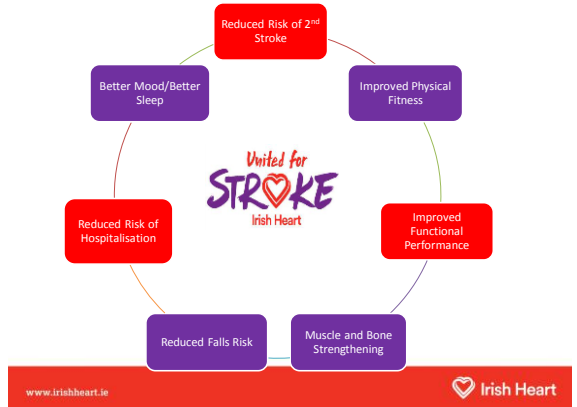 Reduced Risk of 2nd
Stroke
Better Mood/Better
Sleep
Improved Physical
Fitness
United for
STROKE
Irish Heart
Reduced Risk of
Hospitalisation
Improved
Functional
Performance
Reduced Falls Risk
Muscle and Bone
Strengthening
www.irishheart.ie
Irish Heart